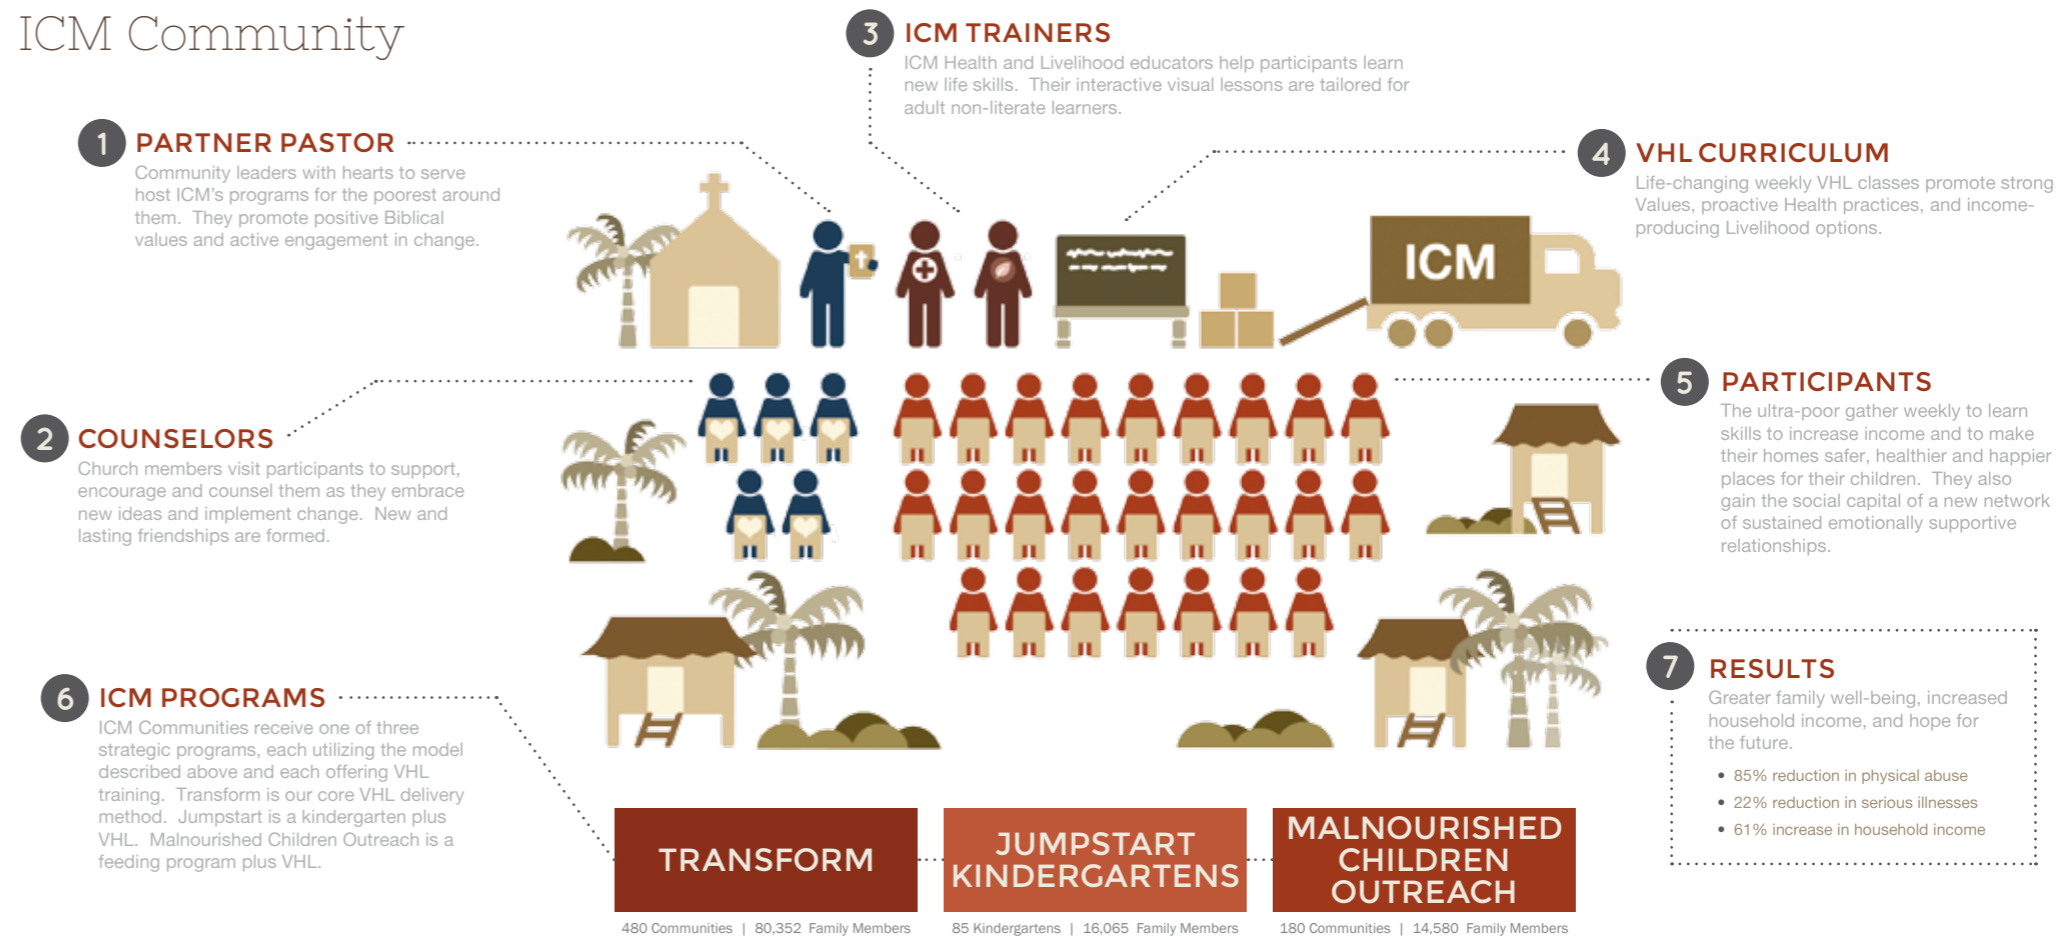 ICM Community
1
PARTNER PASTOR
Community leaders with hearts to serve
host ICM's programs for the poorest around
them. They promote positive Biblical
values and active engagement in change.
2
COUNSELORS
Church members visit participants to support,
encourage and counsel them as they embrace
new ideas and implement change. New and
lasting friendships are formed.
3
ICM TRAINERS
ICM Health and Livelihood educators help participants learn
new life skills. Their interactive visual lessons are tailored for
adult non-literate learners.
4
VHL CURRICULUM
Life-changing weekly VHL classes promote strong
Values, proactive Health practices, and income-
producing Livelihood options.
ICM
5
PARTICIPANTS
The ultra-poor gather weekly to learn
skills to increase income and to make
their homes safer, healthier and happier
places for their children. They also
gain the social capital of a new network
of sustained emotionally supportive
relationships.
6
ICM PROGRAMS
ICM Communities receive one of three
strategic programs, each utilizing the model
described above and each offering VHL
training. Transform is our core VHL delivery
method. Jumpstart is a kindergarten plus
VHL. Malnourished Children Outreach is a
feeding program plus VHL.
TRANSFORM
480 Communities | 80,352 Family Members
JUMPSTART
KINDERGARTENS
85 Kindergartens | 16,065 Family Members
MALNOURISHED
CHILDREN
OUTREACH
180 Communities | 14,580 Family Members
7
RESULTS
Greater family well-being, increased
household income, and hope for
the future.
• 85% reduction in physical abuse
• 22% reduction in serious illnesses
• 61% increase in household income